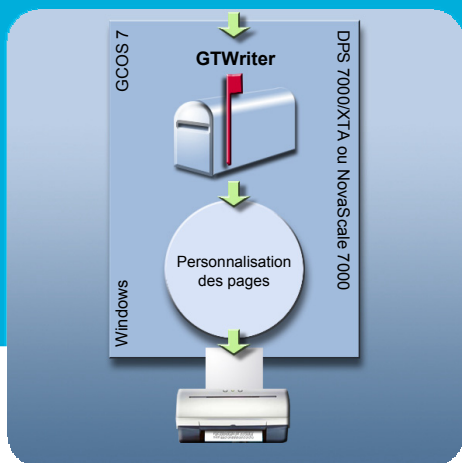 GCOS 7
GTWriter
DPS 7000/XTA ou NovaScale 7000
Personnalisation
des pages
Windows